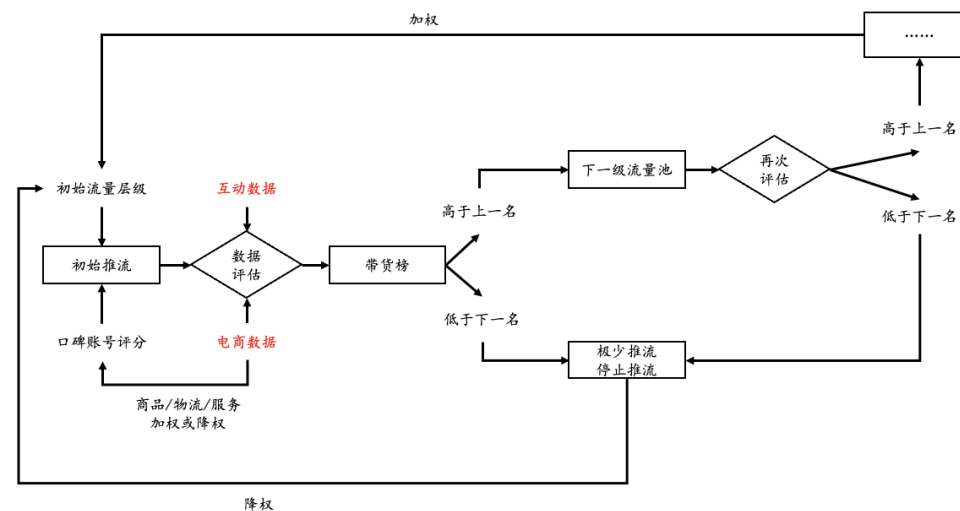 加权
……
高于上一名
下一级流量池
再次
评估
初始流量层级
互动数据
高于上一名
低于下一名
初始推流
数据
评估
带货榜
低于下一名
口碑账号评分
电商数据
极少推流
停止推流
商品/物流/服务
加权或降权
降权